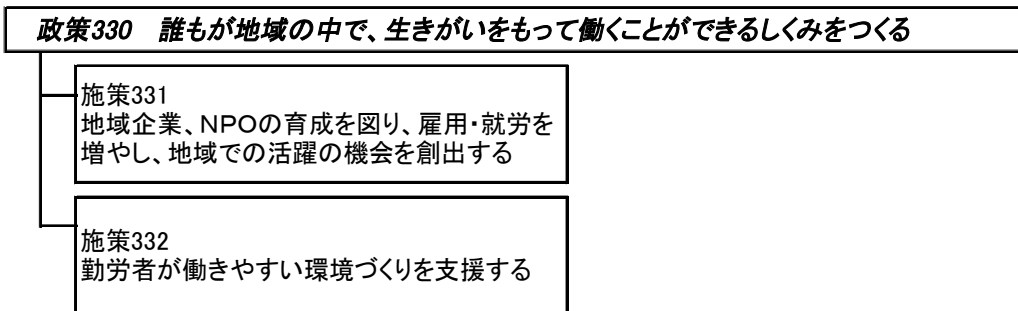 政策330　誰もが地域の中で、生きがいをもって働くことができるしくみをつくる
施策331
地域企業、NPOの育成を図り、雇用・就労を
増やし、地域での活躍の機会を創出する
施策332
勤労者が働きやすい環境づくりを支援する